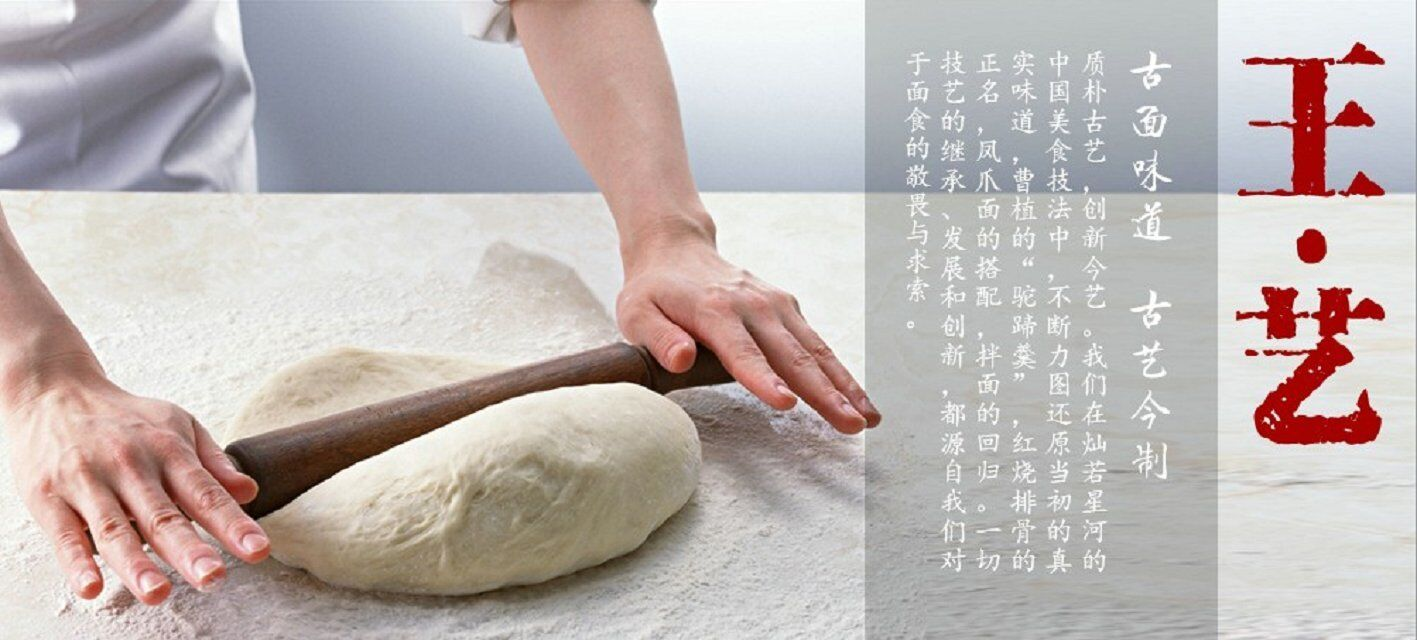 王·艺
古面味道 古艺今制
质朴古艺，创新今艺。我们在灿若星河的
中国美食技法中，不断力图还原当初的真
实味道，曹植的“驼蹄羹”，红烧排骨的
正名，凤爪面的搭配，拌面的回归。一切
技艺的继承、发展和创新，都源自我们对
于面食的敬畏与求索。